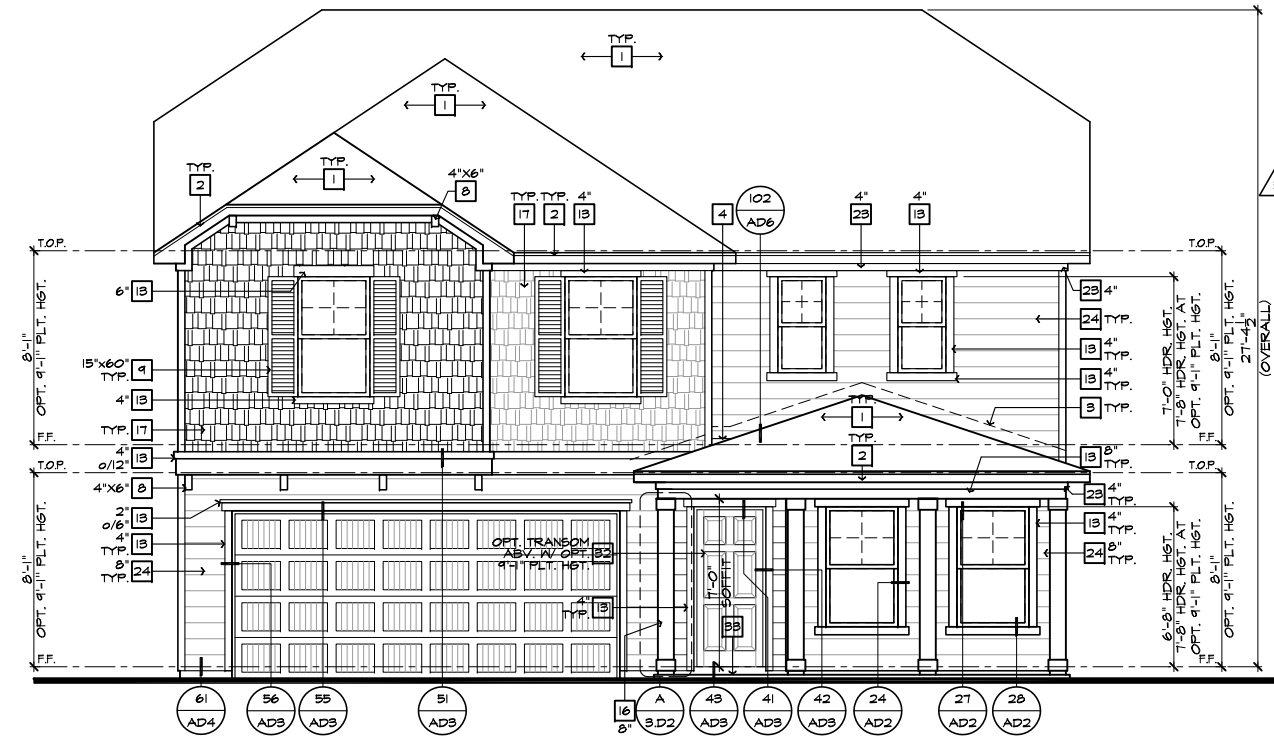 TYP.
1
TYP.
1
TYP.
1
TYP.
2
4"X6"
8
TYP.
17
TYP.
2
4"
13
4
102
AD6
4"
23
4"
13
T.O.P.
T.O.P.
8'-1"
OPT. 9'-1" PLT. HGT.
6" 13
15"x60"
TYP. 9
4" 13
TYP. 17
F.F.
4"
0/12" 13
T.O.P.
4"X6" 8
2"
0/6" 13
4"
TYP. 13
8"
TYP. 24
8'-1"
OPT. 9'-1" PLT. HGT.
F.F.
23 4"
24 TYP.
13 4"
TYP.
13 4"
TYP.
3 TYP.
7'-0" HDR. HGT.
7'-8" HDR. HGT. AT
OPT. 9'-1" PLT. HGT.
8'-1"
OPT. 9'-1" PLT. HGT.
27'-4½"
(OVERALL)
F.F.
TYP.
1
TYP.
2
13 8"
TYP.
T.O.P.
23 4"
TYP.
13 4"
TYP.
24 8"
TYP.
6'-8" HDR. HGT.
7'-8" HDR. HGT. AT
OPT. 9'-1" PLT. HGT.
8'-1"
OPT. 9'-1" PLT. HGT.
F.F.
OPT. TRANSOM
ABV. W/ OPT. 32
9'-1" PLT. HGT.
4"
TYP. 13
7'-0"
SOFFIT
33
61
AD4
56
AD3
55
AD3
51
AD3
16
8"
A
3.D2
43
AD3
41
AD3
42
AD3
24
AD2
27
AD2
28
AD2